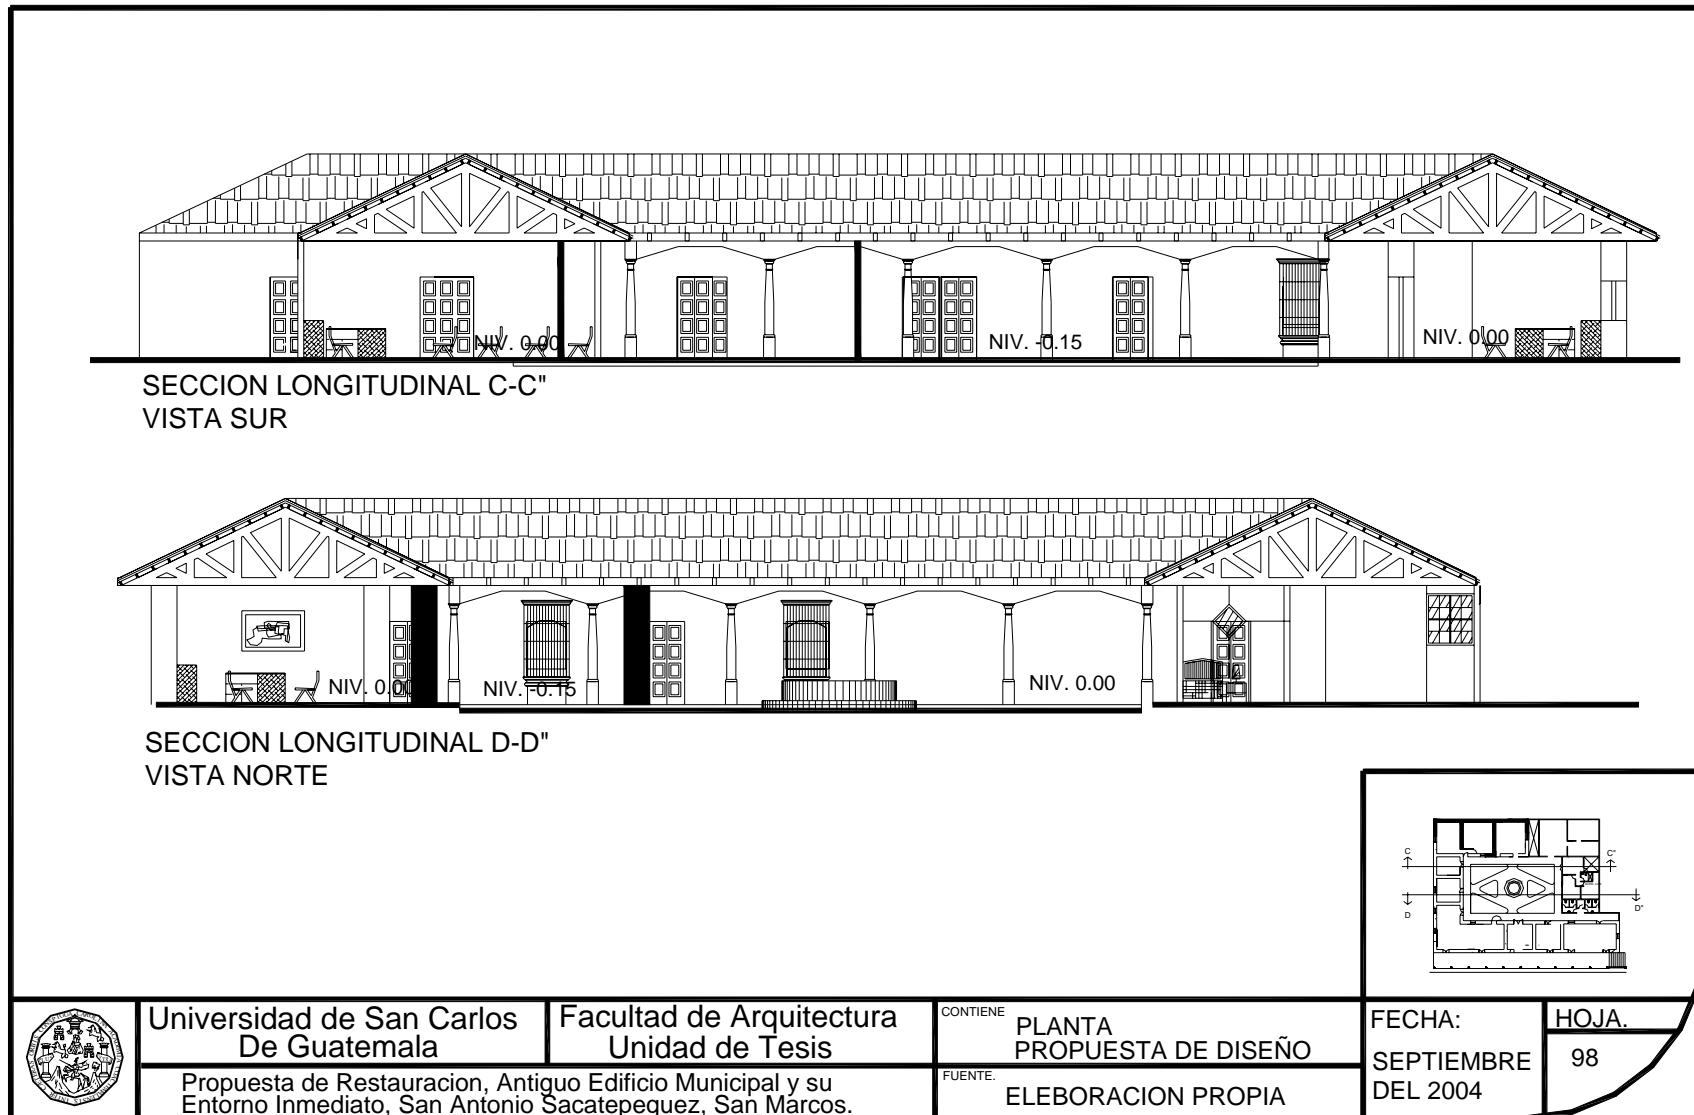 NIV. 0.00
NIV. -0.15
NIV. 0.00
SECCION LONGITUDINAL C-C"
VISTA SUR
NIV. 0.00
NIV. -0.15
NIV. 0.00
SECCION LONGITUDINAL D-D"
VISTA NORTE
C
C"
D
D"
Universidad de San Carlos
De Guatemala
Facultad de Arquitectura
Unidad de Tesis
CONTIENE
PLANTA
PROPUESTA DE DISEÑO
FECHA:
SEPTIEMBRE
DEL 2004
HOJA.
98
Propuesta de Restauracion, Antiguo Edificio Municipal y su
Entorno Inmediato, San Antonio Sacatepequez, San Marcos.
FUENTE.
ELEBORACION PROPIA